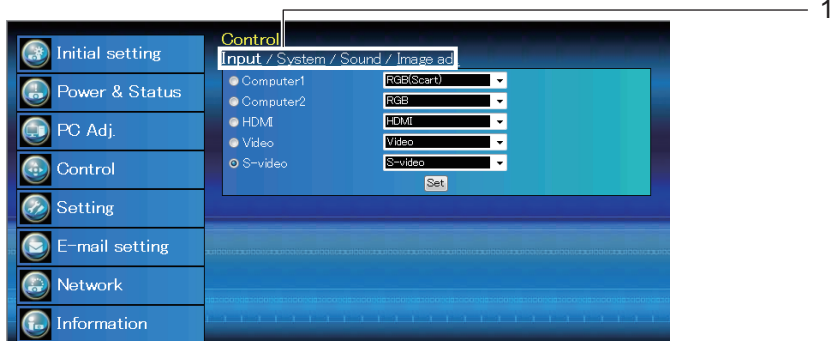 1
Control
Input / System / Sound / Image ad.
Initial setting
Power & Status
PC Adj.
Control
Setting
E-mail setting
Network
Information
Computer1 RGB(Scart)
Computer2 RGB
HDMI HDMI
Video Video
S-video S-video
Set